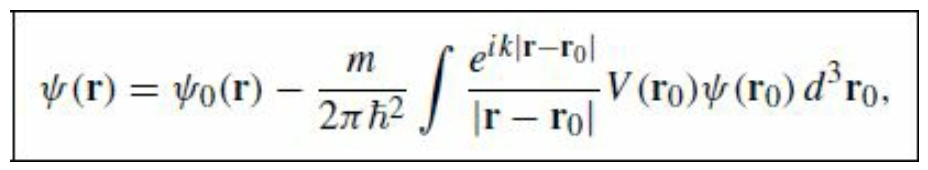 ψ(r) = ψ₀(r) − m/2πℏ² ∫ e^{ik|r−r₀|}/|r − r₀| V(r₀)ψ(r₀) d³r₀,